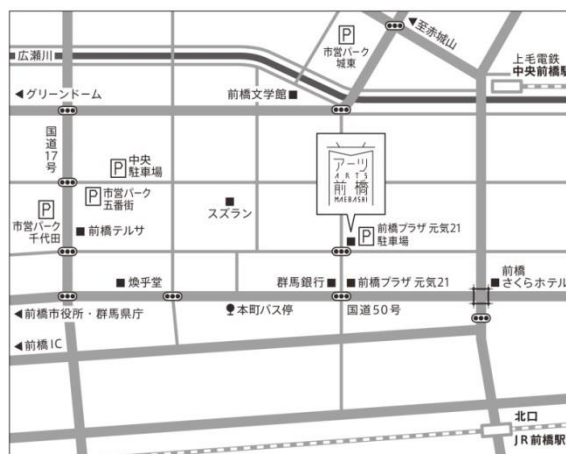 広瀬川
P
市営パーク
城東
◀至赤城山
上毛電鉄
中央前橋駅
◀グリーンドーム
前橋文学館■
国道17号
P 中央
駐車場
P
市営パーク
五番街
P
市営パーク
千代田
■前橋テルサ
■
スズラン
アーツ
ARTS
前橋
MAEBASHI
前橋プラザ 元気21
P 駐車場
■煥乎堂
群馬銀行■
■前橋プラザ 元気21
前橋
■さくらホテル
◀前橋市役所・群馬県庁
本町バス停
国道50号
◀前橋IC
北口
JR前橋駅